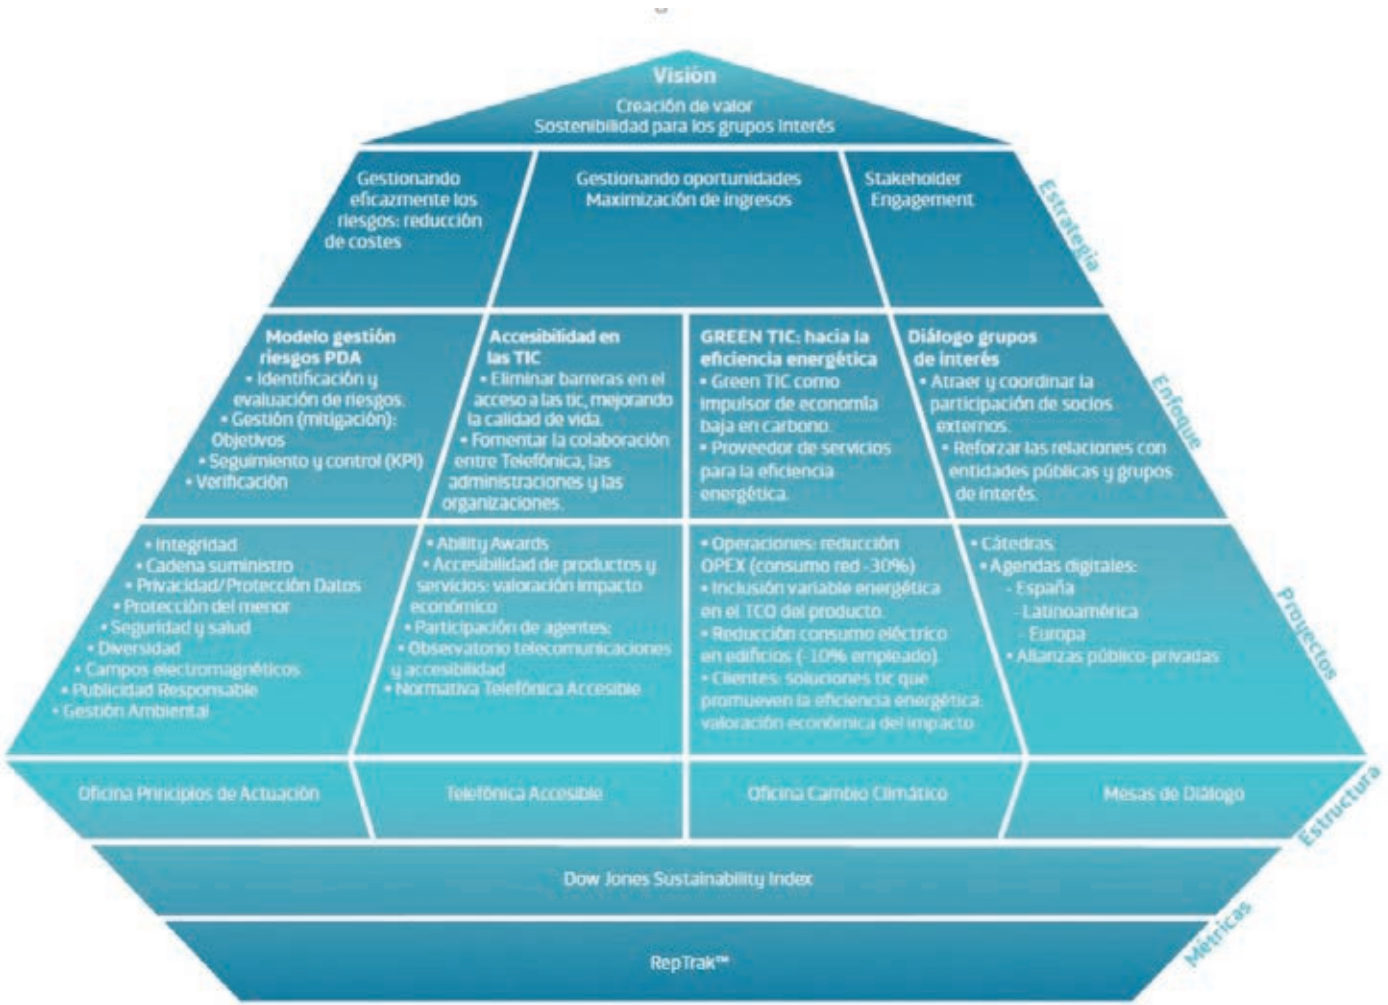 Visión
Creación de valor
Sostenibilidad para los grupos Interés
Gestionando
eficazmente los
riesgos: reducción
de costes
Gestionando oportunidades
Maximización de ingresos
Stakeholder
Engagement
Estrategia
Modelo gestión
riesgos PDA
• Identificación y
evaluación de riesgos.
• Gestión (mitigación):
Objetivos
• Seguimiento y control (KPI)
• Verificación
Accesibilidad en
las TIC
• Eliminar barreras en el
acceso a las tic, mejorando
la calidad de vida.
• Fomentar la colaboración
entre Telefónica, las
administraciones y las
organizaciones.
GREEN TIC: hacia la
eficiencia energética
• Green TIC como
impulsor de economía
baja en carbono.
• Proveedor de servicios
para la eficiencia
energética.
Diálogo grupos
de interés
• Atraer y coordinar la
participación de socios
externos.
• Reforzar las relaciones con
entidades públicas y grupos
de interés.
Enfoque
• Integridad
• Cadena suministro
• Privacidad/Protección Datos
• Protección del menor
• Seguridad y salud
• Diversidad
• Campos electromagnéticos
• Publicidad Responsable
• Gestión Ambiental
• Ability Awards
• Accesibilidad de productos y
servicios: valoración impacto
económico
• Participación de agentes:
• Observatorio telecomunicaciones
y accesibilidad
• Normativa Telefónica Accesible
• Operaciones: reducción
OPEX (consumo red -30%)
• Inclusión variable energética
en el TCO del producto
• Reducción consumo eléctrico
en edificios (-10% empleado)
• Clientes: soluciones tic que
promueven la eficiencia energética:
valoración económica del impacto
• Cátedras
• Agendas digitales:
- España
- Latinoamérica
- Europa
• Alianzas público-privadas
Proyectos
Oficina Principios de Actuación
Telefónica Accesible
Oficina Cambio Climático
Mesas de Diálogo
Estructura
Dow Jones Sustainability Index
RepTrak™
Métricas